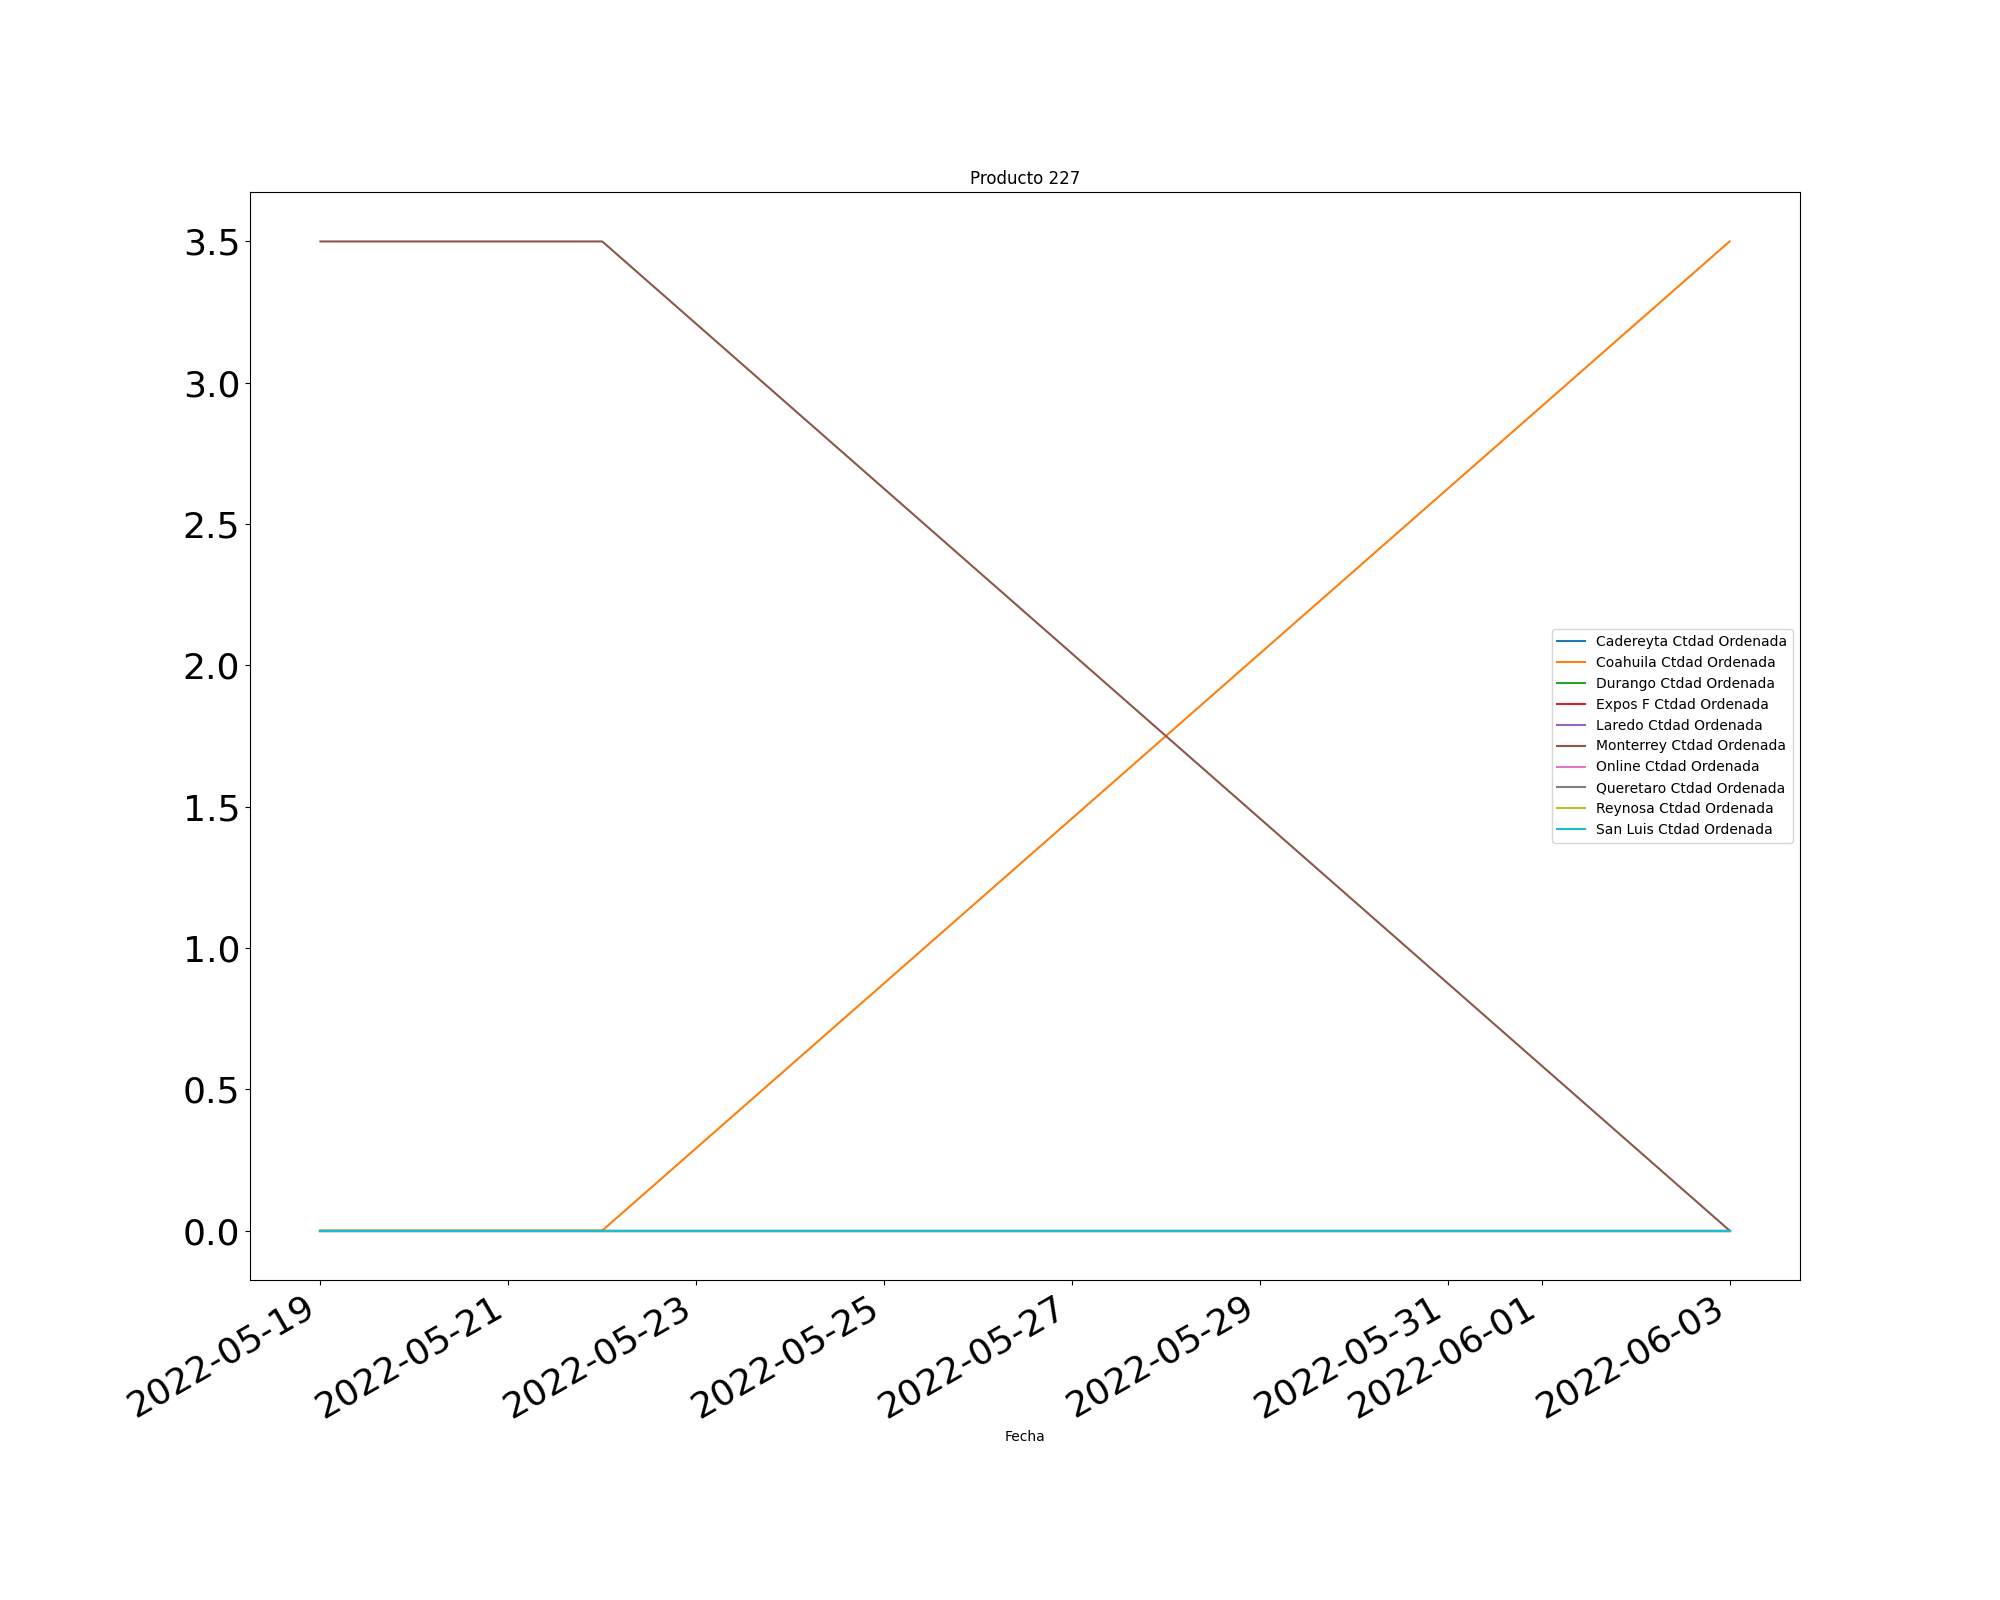 Producto 227
3.5
3.0
2.5
2.0
1.5
1.0
0.5
0.0
Cadereyta Ctdad Ordenada
Coahuila Ctdad Ordenada
Durango Ctdad Ordenada
Expos F Ctdad Ordenada
Laredo Ctdad Ordenada
Monterrey Ctdad Ordenada
Online Ctdad Ordenada
Queretaro Ctdad Ordenada
Reynosa Ctdad Ordenada
San Luis Ctdad Ordenada
2022-05-19
2022-05-21
2022-05-23
2022-05-25
2022-05-27
2022-05-29
2022-05-31
2022-06-01
2022-06-03
Fecha